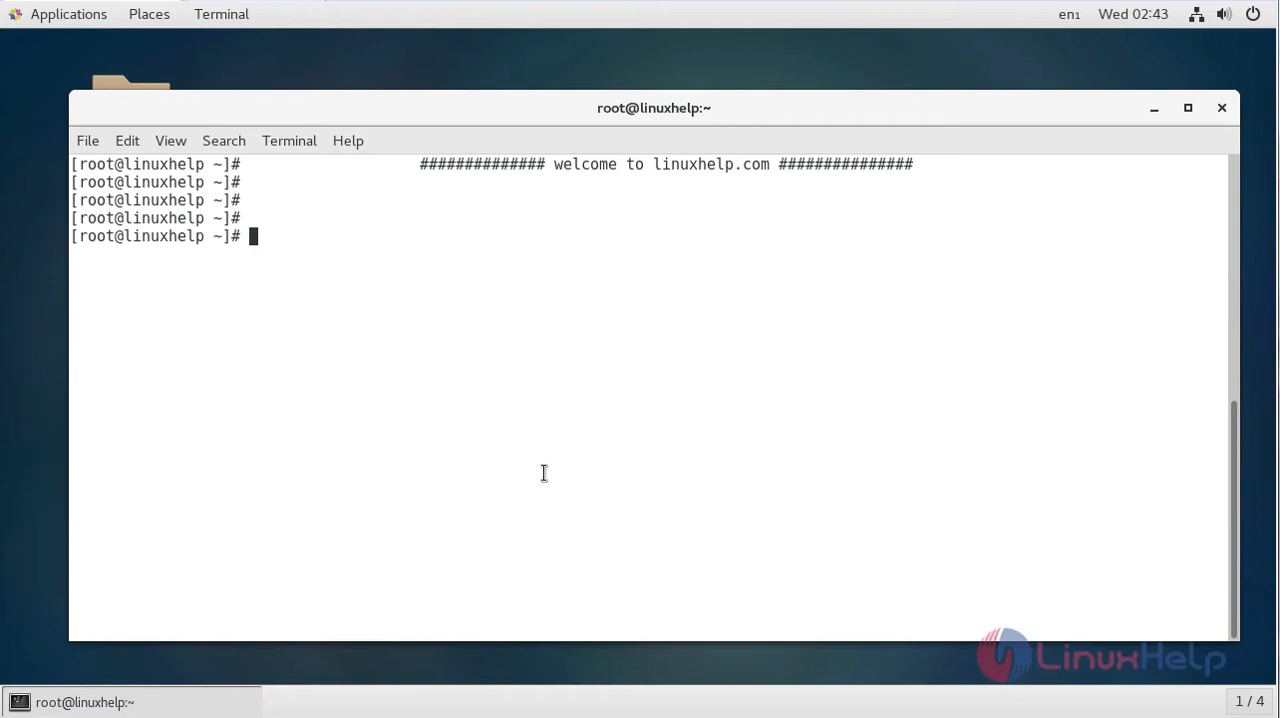 Applications Places Terminal en1 Wed 02:43
root@linuxhelp:~
File Edit View Search Terminal Help
[root@linuxhelp ~]# ############## welcome to linuxhelp.com ###############
[root@linuxhelp ~]#
[root@linuxhelp ~]#
[root@linuxhelp ~]#
[root@linuxhelp ~]#
LinuxHelp
root@linuxhelp:~ 1 / 4